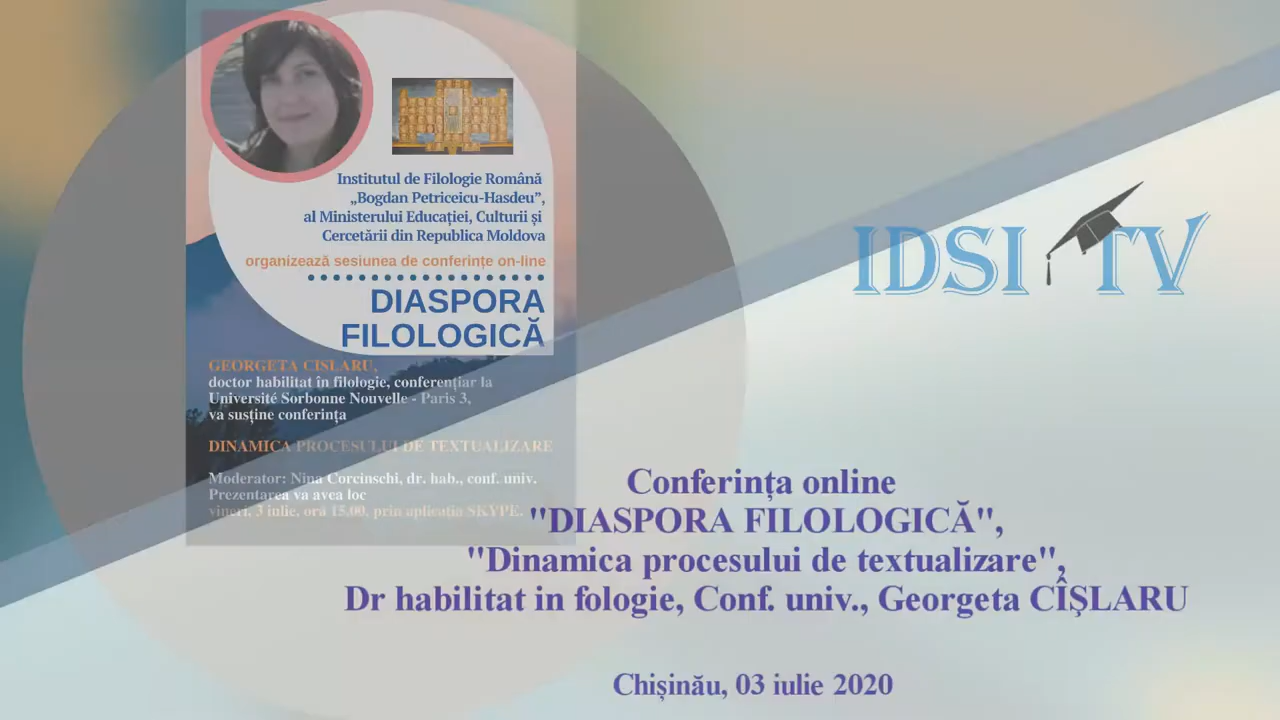 Institutul de Filologie Română
„Bogdan Petriceicu-Hasdeu”,
al Ministerului Educației, Culturii și
Cercetării din Republica Moldova
organizează sesiunea de conferințe on-line
DIASPORA
FILOLOGICĂ
GEORGETA CISLARU,
doctor habilitat în filologie, conferențiar la
Université Sorbonne Nouvelle - Paris 3,
va susține conferința
DINAMICA PROCESULUI DE TEXTUALIZARE
Moderator: Nina Corcinschi, dr. hab., conf. univ.
Prezentarea va avea loc
vineri, 3 iulie, ora 15.00, prin aplicația SKYPE.
IDSI TV
Conferința online
"DIASPORA FILOLOGICĂ",
"Dinamica procesului de textualizare",
Dr habilitat in fologie, Conf. univ., Georgeta CÎŞLARU
Chișinău, 03 iulie 2020